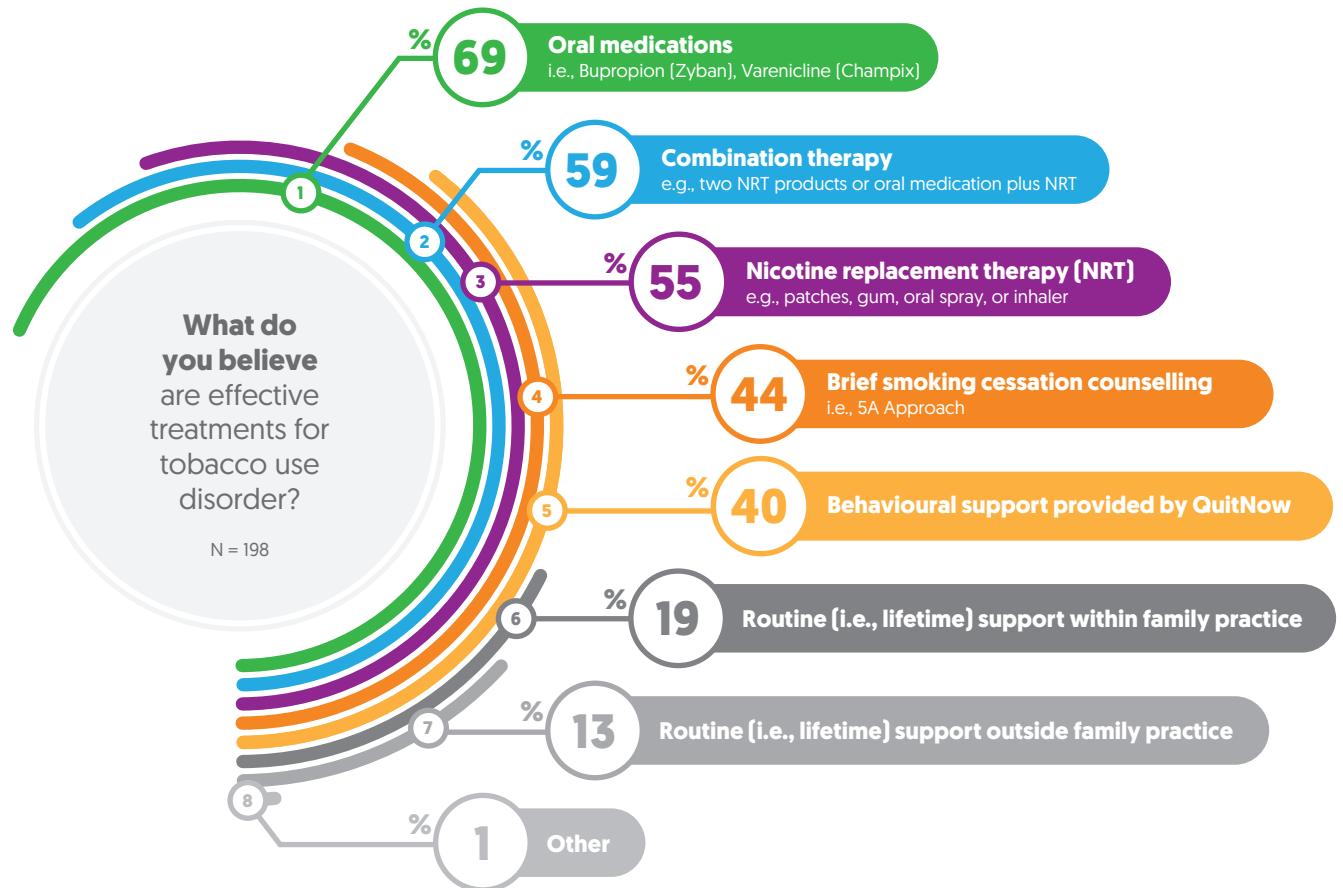 What do
you believe
are effective
treatments for
tobacco use
disorder?
N = 198
1
%
69
Oral medications
i.e., Bupropion (Zyban), Varenicline (Champix)
2
%
59
Combination therapy
e.g., two NRT products or oral medication plus NRT
3
%
55
Nicotine replacement therapy (NRT)
e.g., patches, gum, oral spray, or inhaler
4
%
44
Brief smoking cessation counselling
i.e., 5A Approach
5
%
40
Behavioural support provided by QuitNow
6
%
19
Routine (i.e., lifetime) support within family practice
7
%
13
Routine (i.e., lifetime) support outside family practice
8
%
1
Other